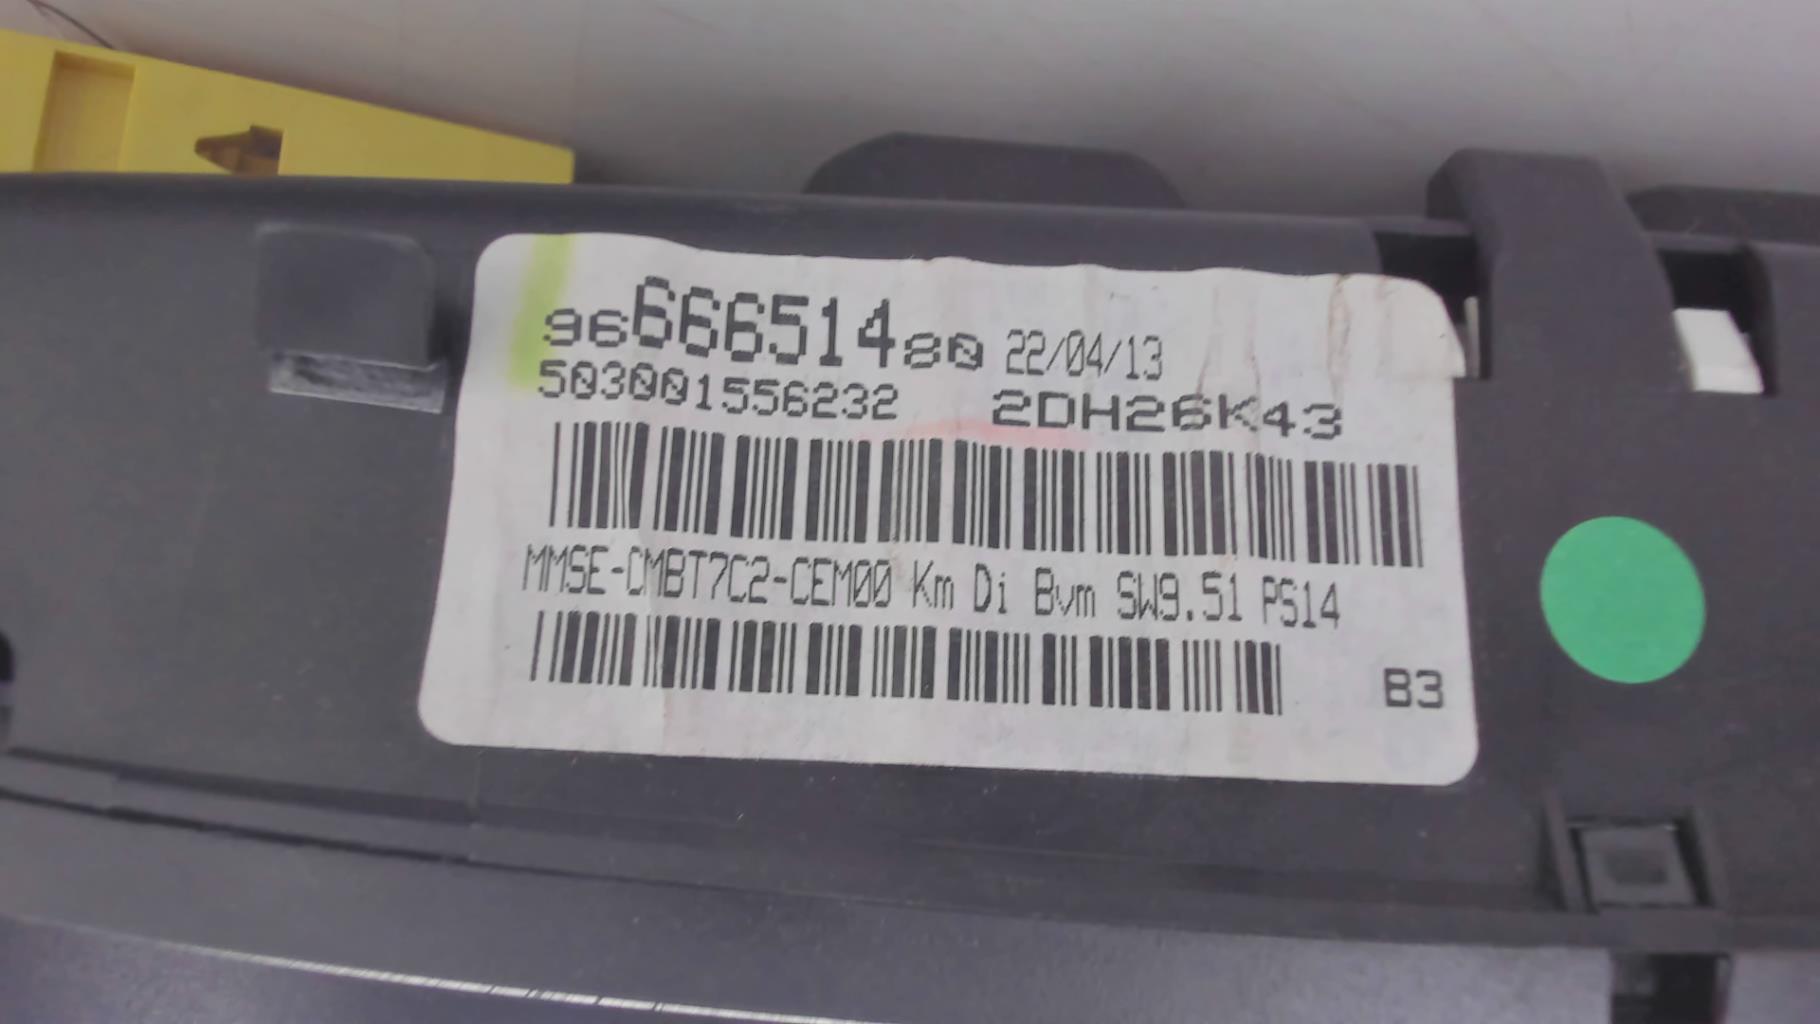 9666651480 22/04/13
503001556232 2DH26K43
MMSE-CMBT7C2-CEM00 Km Di Bvm SW9.51 PS14
B3